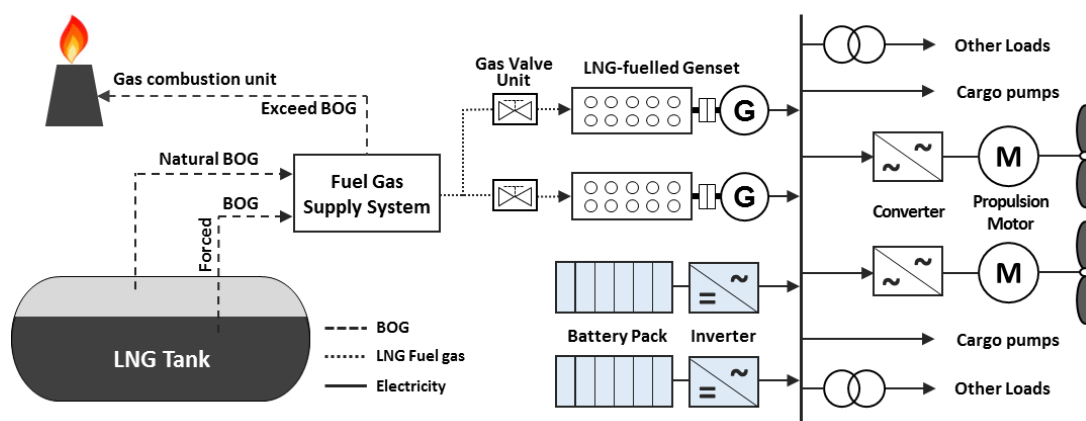 Gas combustion unit
Exceed BOG
Natural BOG
BOG
Forced
Fuel Gas
Supply System
LNG Tank
BOG
LNG Fuel gas
Electricity
Gas Valve
Unit
LNG-fuelled Genset
G
G
Battery Pack
Inverter
=
~
=
~
Other Loads
Cargo pumps
~
~
M
Converter
Propulsion
Motor
~
~
M
Cargo pumps
Other Loads